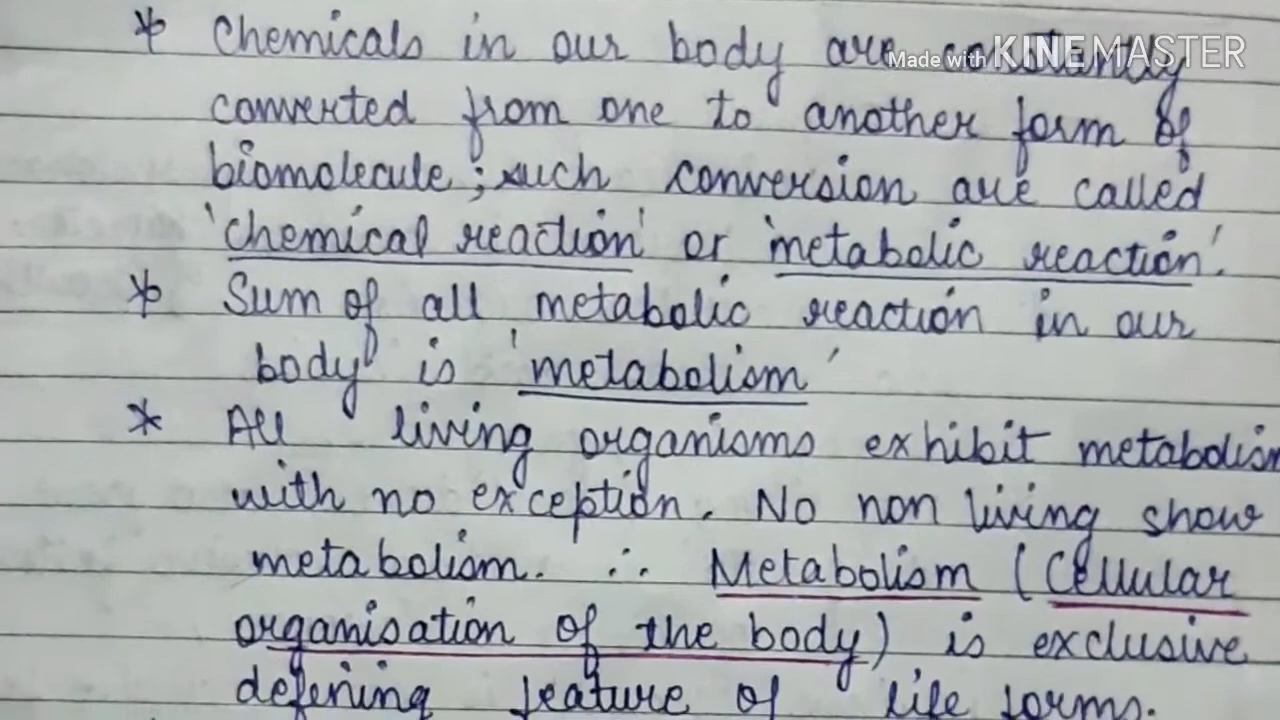 * Chemicals in our body are constantly
Made with KINEMASTER
converted from one to another form of
biomolecule; such conversion are called
'chemical reaction' or 'metabolic reaction'.
* Sum of all metabolic reaction in our
body is 'metabolism'
* All living organisms exhibit metabolism
with no exception. No non living show
metabolism. ∴ Metabolism (Cellular
organisation of the body) is exclusive
defening feature of life forms.